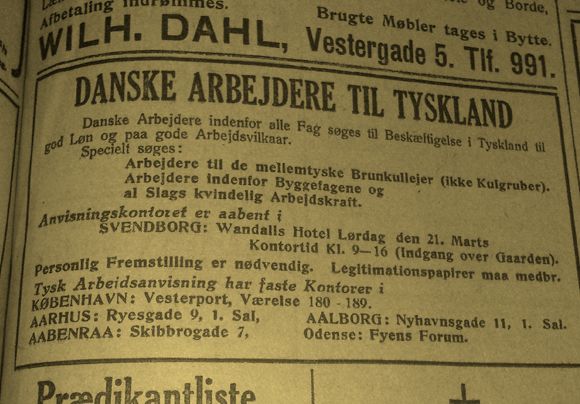 Afbetaling indrømmes.
og Borde,
Brugte Møbler tages i Bytte.
WILH. DAHL, Vestergade 5. Tlf. 991.
DANSKE ARBEJDERE TIL TYSKLAND
Danske Arbejdere indenfor alle Fag søges til Beskæftigelse i Tyskland til
god Løn og paa gode Arbejdsvilkaar.
Specielt søges:
Arbejdere til de mellemtyske Brunkullejer (ikke Kulgruber).
Arbejdere indenfor Byggefagene og
al Slags kvindelig Arbejdskraft.
Anvisningskontoret er aabent i
SVENDBORG: Wandalls Hotel Lørdag den 21. Marts
Kontortid Kl. 9—16 (Indgang over Gaarden).
Personlig Fremstilling er nødvendig. Legitimationspapirer maa medbr.
Tysk Arbeidsanvisning har faste Kontorer i
KØBENHAVN: Vesterport, Værelse 180 - 189.
AARHUS: Ryesgade 9, 1. Sal, AALBORG: Nyhavnsgade 11, 1. Sal.
AABENRAA: Skibbrogade 7, Odense: Fyens Forum.
Prædikantliste